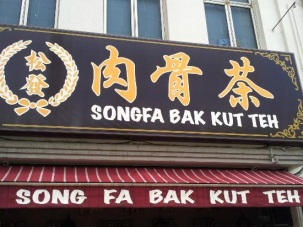 松發 肉骨茶
SONGFA BAK KUT TEH
SONG FA BAK KUT TEH